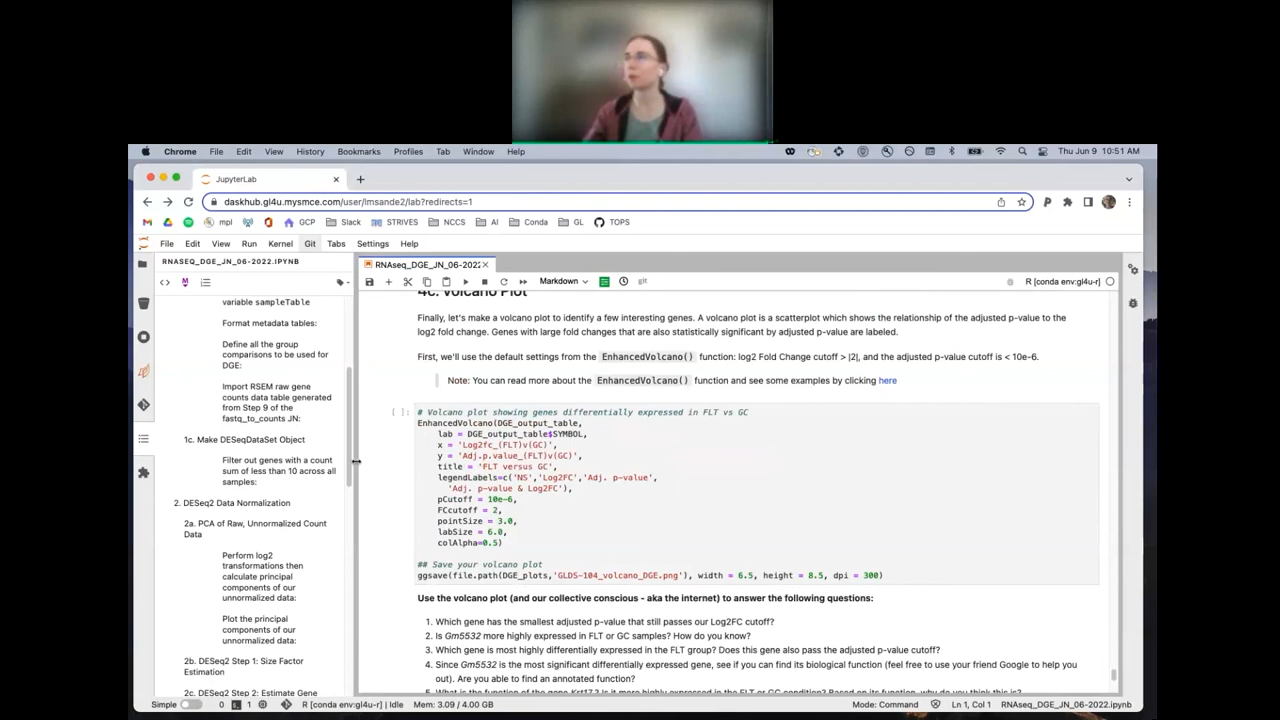 Chrome File Edit View History Bookmarks Profiles Tab Window Help Thu Jun 9 10:51 AM
JupyterLab
daskhub.gl4u.mysmce.com/user/lmsande2/lab?redirects=1
mpl GCP Slack STRIVES NCCS AI Conda GL TOPS
File Edit View Run Kernel Git Tabs Settings Help
RNASEQ_DGE_JN_06-2022.IPYNB
RNAseq_DGE_JN_06-2022
Markdown git R [conda env:gl4u-r]
variable sampleTable
Format metadata tables:
Define all the group
comparisons to be used for
DGE:
Import RSEM raw gene
counts data table generated
from Step 9 of the
fastq_to_counts JN:
1c. Make DESeqDataSet Object
Filter out genes with a count
sum of less than 10 across all
samples:
2. DESeq2 Data Normalization
2a. PCA of Raw, Unnormalized Count
Data
Perform log2
transformations then
calculate principal
components of our
unnormalized data:
Plot the principal
components of our
unnormalized data:
2b. DESeq2 Step 1: Size Factor
Estimation
2c. DESeq2 Step 2: Estimate Gene
4c. Volcano Plot
Finally, let's make a volcano plot to identify a few interesting genes. A volcano plot is a scatterplot which shows the relationship of the adjusted p-value to the
log2 fold change. Genes with large fold changes that are also statistically significant by adjusted p-value are labeled.
First, we'll use the default settings from the EnhancedVolcano() function: log2 Fold Change cutoff > |2|, and the adjusted p-value cutoff is < 10e-6.
Note: You can read more about the EnhancedVolcano() function and see some examples by clicking here
[ ]:
# Volcano plot showing genes differentially expressed in FLT vs GC
EnhancedVolcano(DGE_output_table,
lab = DGE_output_table$SYMBOL,
x = 'Log2fc_(FLT)v(GC)',
y = 'Adj.p.value_(FLT)v(GC)',
title = 'FLT versus GC',
legendLabels=c('NS','Log2FC','Adj. p-value',
'Adj. p-value & Log2FC'),
pCutoff = 10e-6,
FCcutoff = 2,
pointSize = 3.0,
labSize = 6.0,
colAlpha=0.5)
## Save your volcano plot
ggsave(file.path(DGE_plots,'GLDS-104_volcano_DGE.png'), width = 6.5, height = 8.5, dpi = 300)
Use the volcano plot (and our collective conscious - aka the internet) to answer the following questions:
1. Which gene has the smallest adjusted p-value that still passes our Log2FC cutoff?
2. Is Gm5532 more highly expressed in FLT or GC samples? How do you know?
3. Which gene is most highly differentially expressed in the FLT group? Does this gene also pass the adjusted p-value cutoff?
4. Since Gm5532 is the most significant differentially expressed gene, see if you can find its biological function (feel free to use your friend Google to help you
out). Are you able to find an annotated function?
Simple 0 1 R [conda env:gl4u-r] | Idle Mem: 3.09 / 4.00 GB Mode: Command Ln 1, Col 1 RNAseq_DGE_JN_06-2022.ipynb